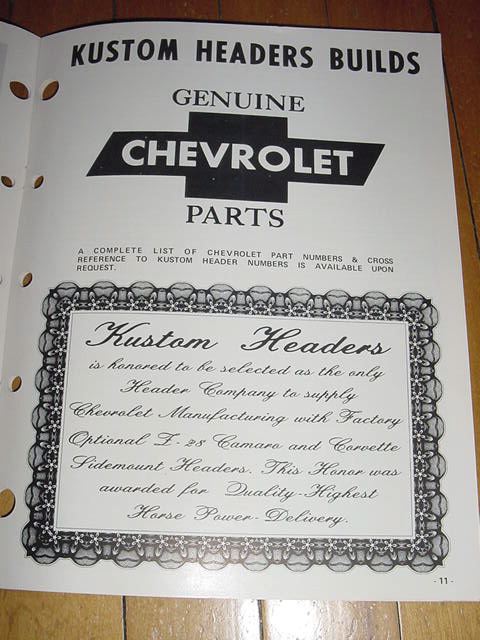 KUSTOM HEADERS BUILDS
GENUINE
CHEVROLET
PARTS
A COMPLETE LIST OF CHEVROLET PART NUMBERS & CROSS
REFERENCE TO KUSTOM HEADER NUMBERS IS AVAILABLE UPON
REQUEST.
Kustom Headers
is honored to be selected as the only
Header Company to supply
Chevrolet Manufacturing with Factory
Optional Z-28 Camaro and Corvette
Sidemount Headers. This Honor was
awarded for Quality-Highest
Horse Power-Delivery.
- 11 -